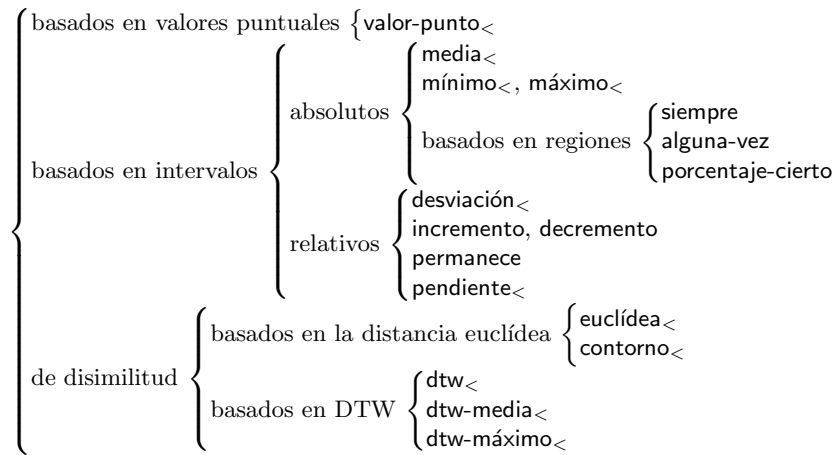 basados en valores puntuales { valor-punto<
basados en intervalos
absolutos
media<
mínimo<, máximo<
basados en regiones
siempre
alguna-vez
porcentaje-cierto
relativos
desviación<
incremento, decremento
permanece
pendiente<
de disimilitud
basados en la distancia euclídea
euclídea<
contorno<
basados en DTW
dtw<
dtw-media<
dtw-máximo<